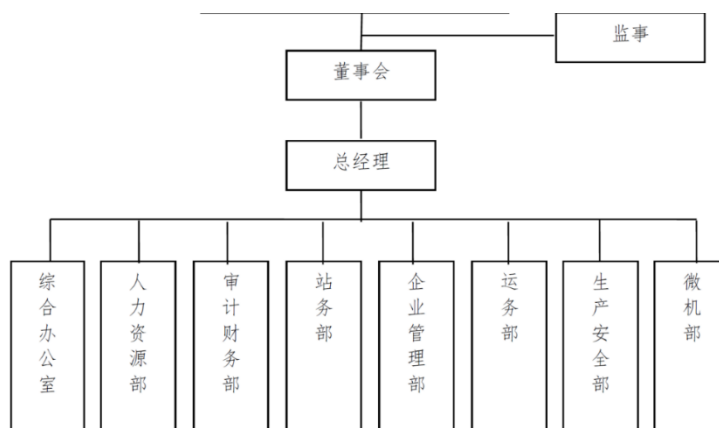 监事
董事会
总经理
综合办公室
人力资源部
审计财务部
站务部
企业管理部
运务部
生产安全部
微机部